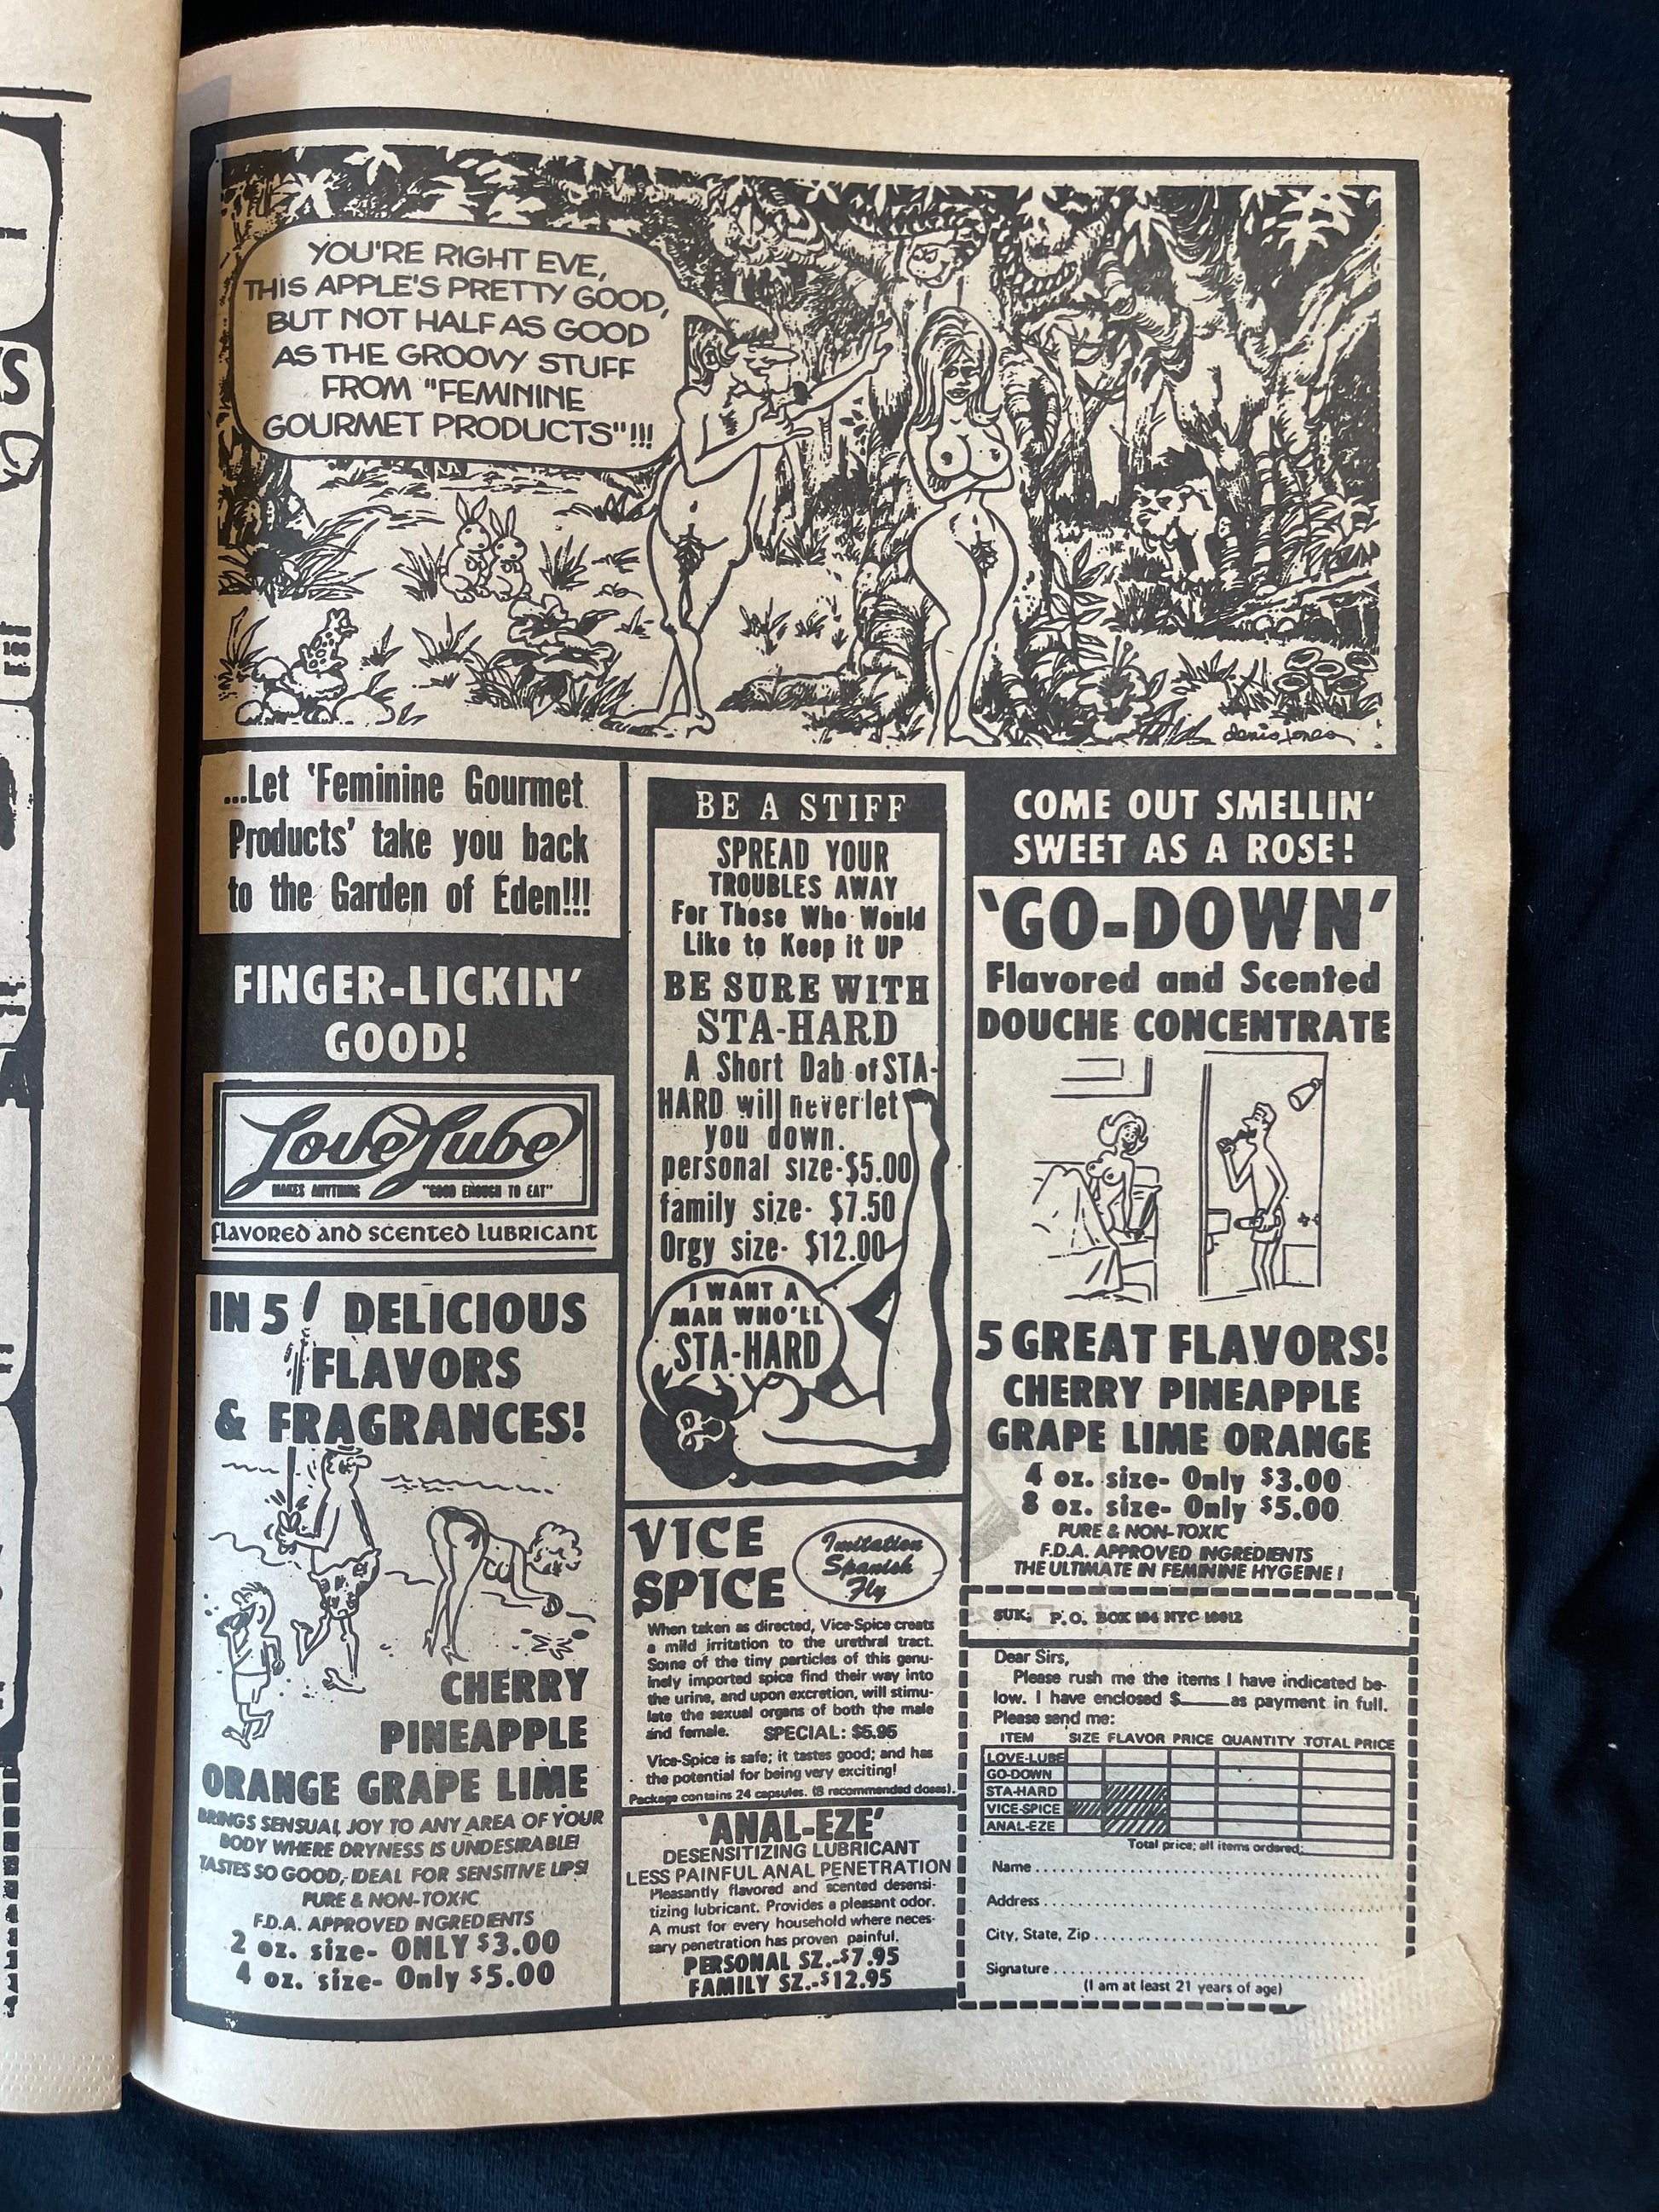 YOU'RE RIGHT EVE,
THIS APPLE'S PRETTY GOOD,
BUT NOT HALF AS GOOD
AS THE GROOVY STUFF
FROM "FEMININE
GOURMET PRODUCTS"!!!
denis jones
...Let 'Feminine Gourmet
Products' take you back
to the Garden of Eden!!!
FINGER-LICKIN'
GOOD!
Love Lube
MAKES ANYTHING "GOOD ENOUGH TO EAT"
flavored and scented lubricant
IN 5 DELICIOUS
FLAVORS
& FRAGRANCES!
CHERRY
PINEAPPLE
ORANGE GRAPE LIME
BRINGS SENSUAL JOY TO ANY AREA OF YOUR
BODY WHERE DRYNESS IS UNDESIRABLE!
TASTES SO GOOD, IDEAL FOR SENSITIVE LIPS!
PURE & NON-TOXIC
F.D.A. APPROVED INGREDIENTS
2 oz. size- ONLY $3.00
4 oz. size- Only $5.00
BE A STIFF
SPREAD YOUR
TROUBLES AWAY
For Those Who Would
Like to Keep it UP
BE SURE WITH
STA-HARD
A Short Dab of STA-
HARD will never let
you down.
personal size-$5.00
family size- $7.50
Orgy size- $12.00
I WANT A
MAN WHO'LL
STA-HARD
VICE
SPICE
Imitation
Spanish
Fly
When taken as directed, Vice-Spice creats
a mild irritation to the urethral tract.
Some of the tiny particles of this genu-
inely imported spice find their way into
the urine, and upon excretion, will stimu-
late the sexual organs of both the male
and female. SPECIAL: $5.95
Vice-Spice is safe; it tastes good; and has
the potential for being very exciting!
Package contains 24 capsules. (8 recommended doses).
'ANAL-EZE'
DESENSITIZING LUBRICANT
LESS PAINFUL ANAL PENETRATION
Pleasantly flavored and scented desensi-
tizing lubricant. Provides a pleasant odor.
A must for every household where neces-
sary penetration has proven painful.
PERSONAL SZ.-$7.95
FAMILY SZ.-$12.95
COME OUT SMELLIN'
SWEET AS A ROSE!
'GO-DOWN'
Flavored and Scented
DOUCHE CONCENTRATE
5 GREAT FLAVORS!
CHERRY PINEAPPLE
GRAPE LIME ORANGE
4 oz. size- Only $3.00
8 oz. size- Only $5.00
PURE & NON-TOXIC
F.D.A. APPROVED INGREDIENTS
THE ULTIMATE IN FEMININE HYGEINE!
SUK; P.O. BOX 104 NYC 10012
Dear Sirs,
Please rush me the items I have indicated be-
low. I have enclosed $____as payment in full.
Please send me:
ITEM SIZE FLAVOR PRICE QUANTITY TOTAL PRICE
LOVE-LUBE
GO-DOWN
STA-HARD
VICE-SPICE
ANAL-EZE
Total price; all items ordered:
Name
Address
City, State, Zip
Signature
(I am at least 21 years of age)